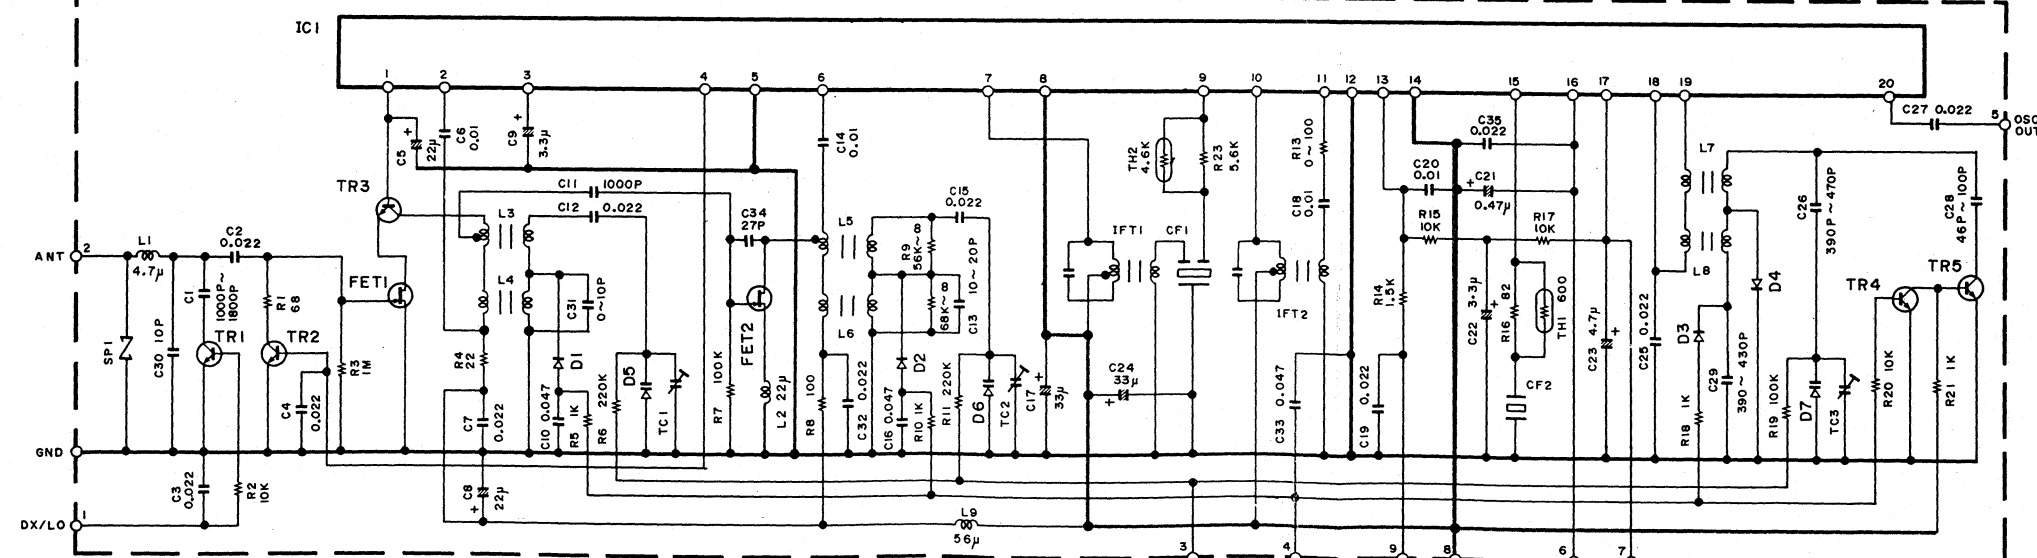 IC1
1 2 3 4 5 6 7 8 9 10 11 12 13 14 15 16 17 18 19 20
C27 0.022
5 OSC
OUT
C5
22μ
C6
0.01
C9
3.3μ
C14
0.01
TH2
4.6K
R23
5.6K
R13
0~100
C18
0.01
C35
0.022
C20
0.01
C21
0.47μ
R15
10K
R17
10K
L7
L8
C26
390P~470P
C28
46P~100P
TR3
C11 1000P
C12 0.022
L3
L4
C34
27P
L5
L6
C15
0.022
R9
56K~8
10~20P
68K~8
C13
IFT1
CF1
IFT2
ANT 2
L1
4.7μ
C2
0.022
C1
1000P~
1800P
R1
68
FET1
TR1
TR2
SP1
C30 10P
C4
0.022
R3
1M
R4
22
C7
0.022
C31
0~10P
D1
C10 0.047
R5 1K
R6 220K
D5
TC1
R7
100K
FET2
L2 22μ
R8 100
C32 0.022
D2
C16 0.047
R10 1K
R11 220K
D6
TC2
C17
33μ
C24
33μ
C33 0.047
C19 0.022
R14
1.5K
C22 3.3μ
R16 82
TH1 600
CF2
C23 4.7μ
C25 0.022
D3
D4
C29
390~430P
R18 1K
R19 100K
D7
TC3
TR4
TR5
R20 10K
R21 1K
GND
C3
0.022
R2
10K
C8
22μ
DX/LO 1
L9
56μ
3 4 9 8 6 7